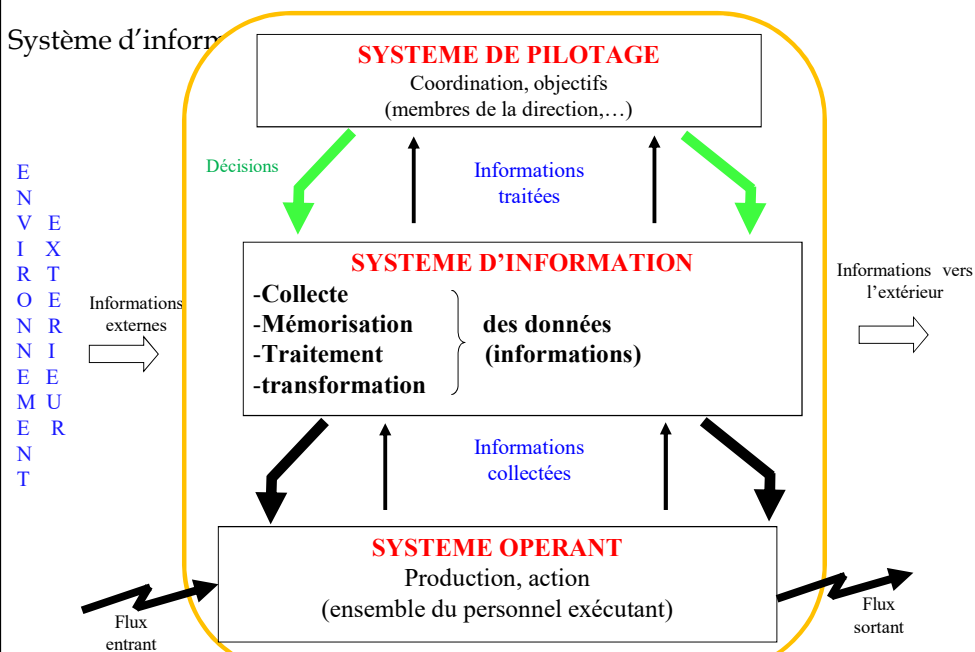 Système d'inform
SYSTEME DE PILOTAGE
Coordination, objectifs
(membres de la direction,…)
Décisions
Informations
traitées
ENVIRONNEMENT
EXTERIEUR
Informations
externes
SYSTEME D'INFORMATION
-Collecte
-Mémorisation
-Traitement
-transformation
des données
(informations)
Informations vers
l'extérieur
Informations
collectées
SYSTEME OPERANT
Production, action
(ensemble du personnel exécutant)
Flux
entrant
Flux
sortant